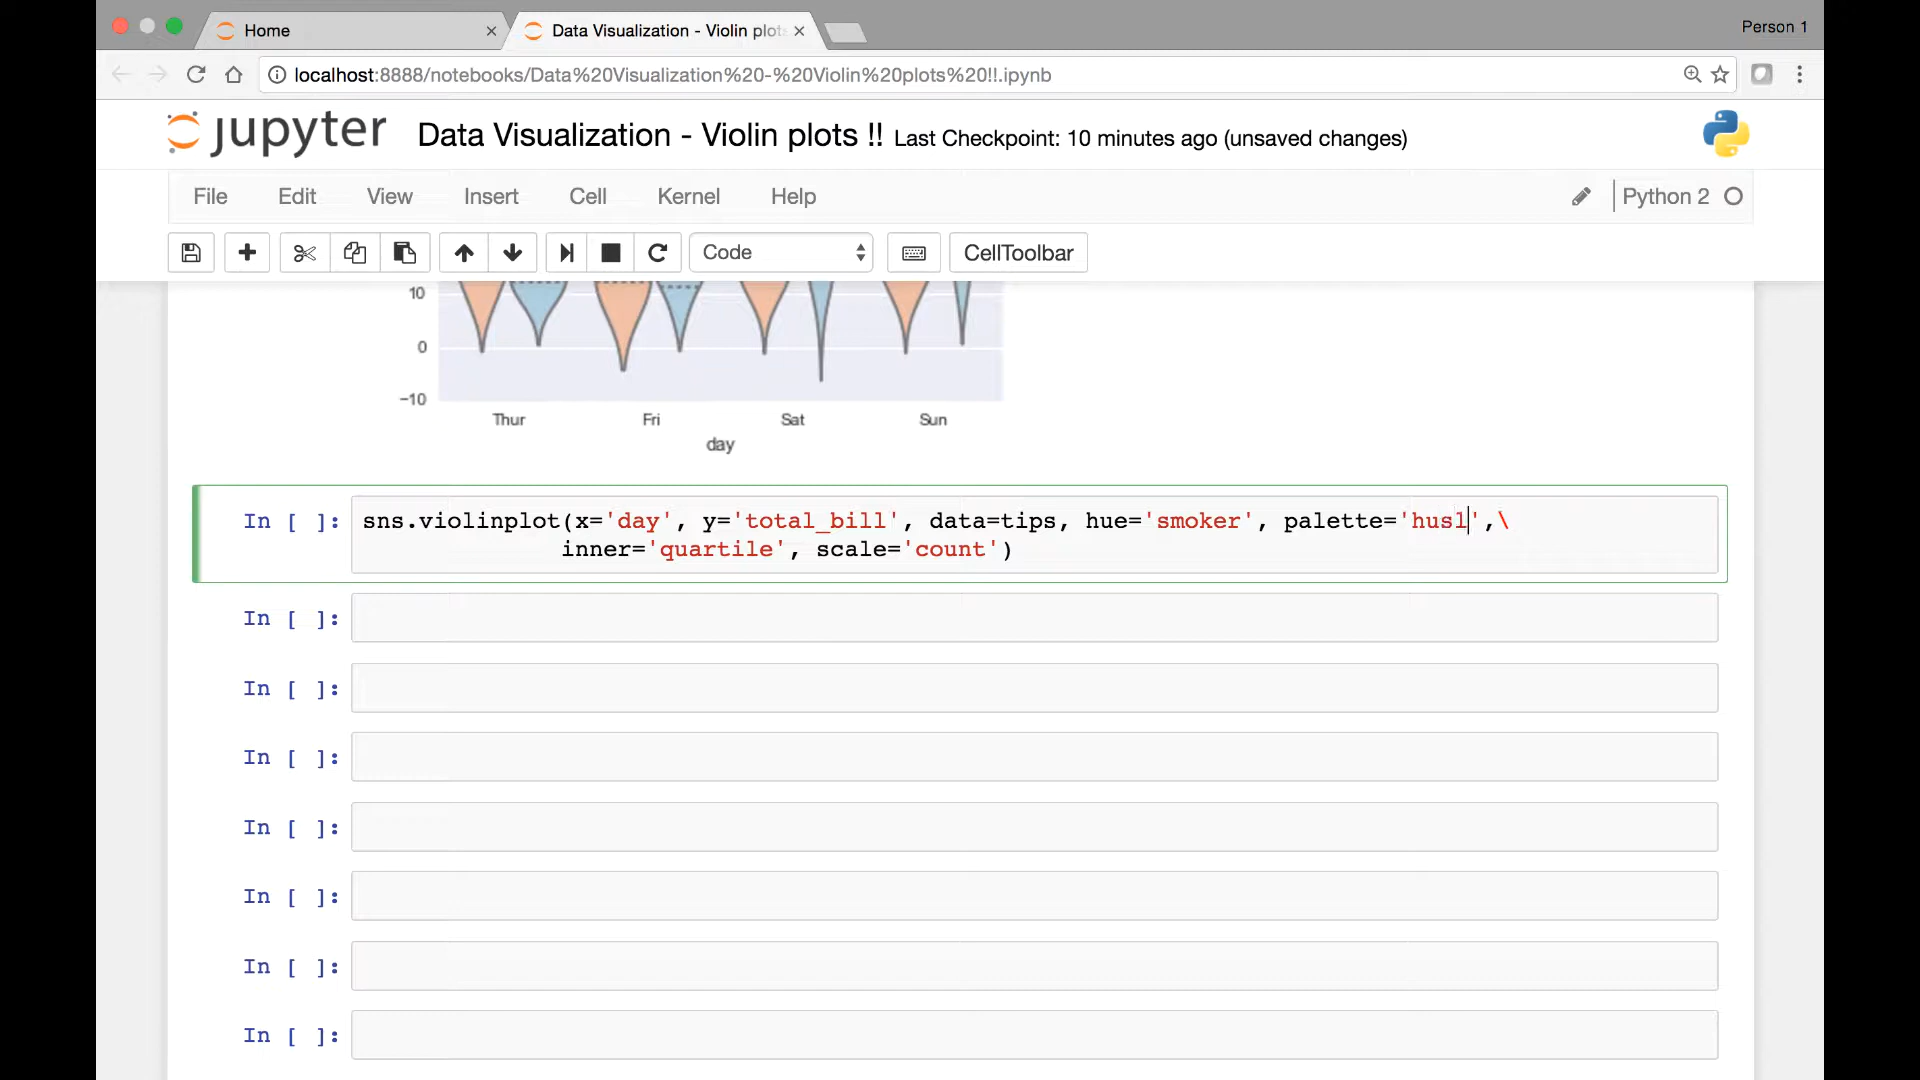 Home
Data Visualization - Violin plot
Person 1
localhost:8888/notebooks/Data%20Visualization%20-%20Violin%20plots%20!!.ipynb
jupyter Data Visualization - Violin plots !! Last Checkpoint: 10 minutes ago (unsaved changes)
File Edit View Insert Cell Kernel Help Python 2
Code CellToolbar
10
0
−10
Thur Fri Sat Sun
day
In [ ]: sns.violinplot(x='day', y='total_bill', data=tips, hue='smoker', palette='husl',\
inner='quartile', scale='count')
In [ ]:
In [ ]:
In [ ]:
In [ ]:
In [ ]:
In [ ]:
In [ ]: